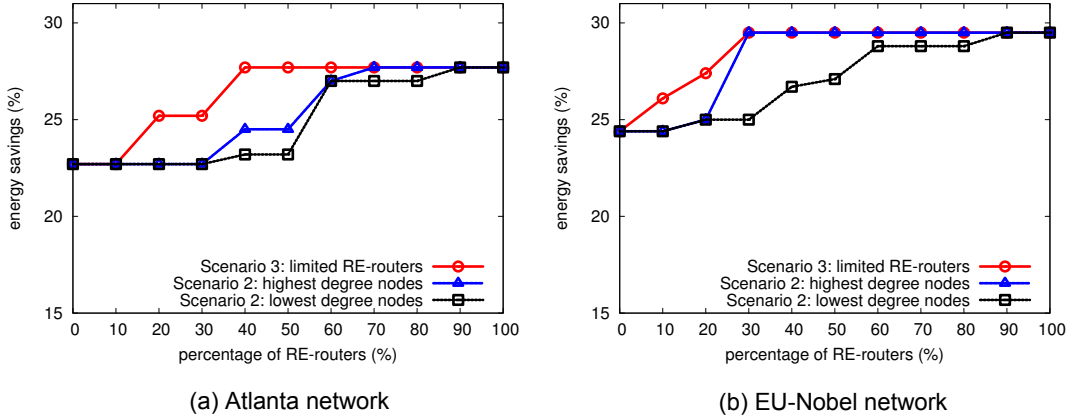 30
25
20
15
energy savings (%)
Scenario 3: limited RE-routers
Scenario 2: highest degree nodes
Scenario 2: lowest degree nodes
0 10 20 30 40 50 60 70 80 90 100
percentage of RE-routers (%)
(a) Atlanta network
30
25
20
15
energy savings (%)
Scenario 3: limited RE-routers
Scenario 2: highest degree nodes
Scenario 2: lowest degree nodes
0 10 20 30 40 50 60 70 80 90 100
percentage of RE-routers (%)
(b) EU-Nobel network